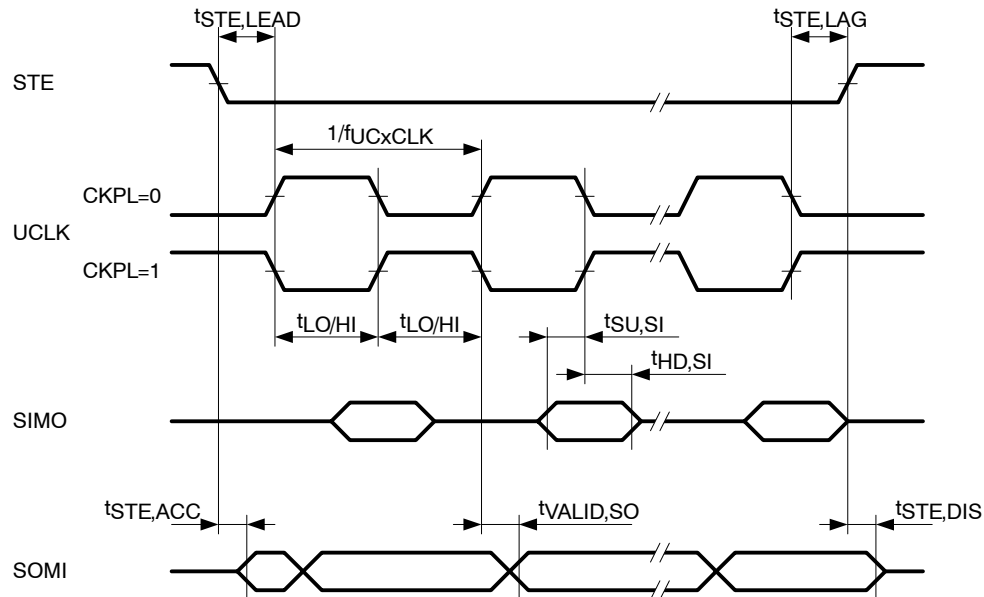 tSTE,LEAD
tSTE,LAG
STE
1/fUCxCLK
CKPL=0
UCLK
CKPL=1
tLO/HI
tLO/HI
tSU,SI
tHD,SI
SIMO
tSTE,ACC
tVALID,SO
tSTE,DIS
SOMI